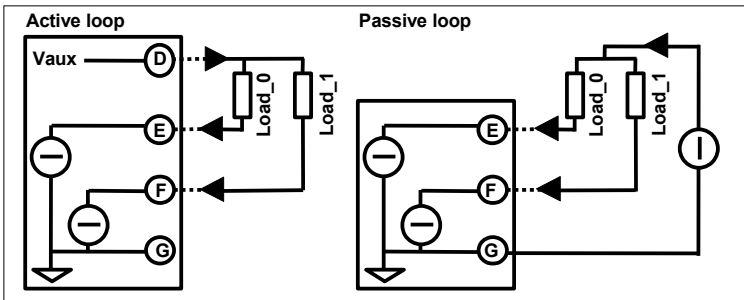 Active loop
Vaux
D
Load_0
Load_1
E
F
G
Passive loop
Load_0
Load_1
E
F
G